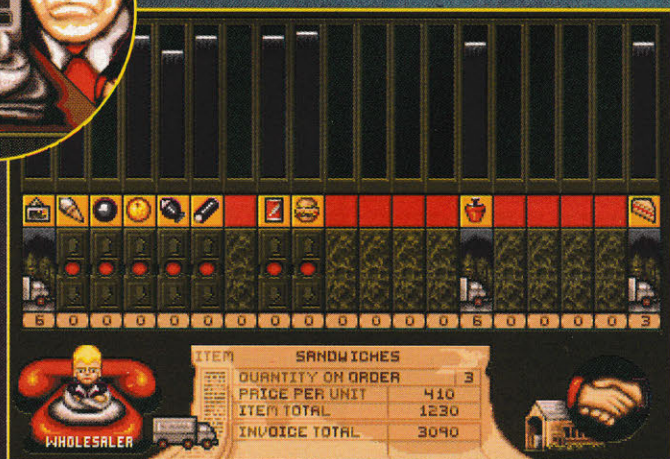 6 0 0 0 0 0 0 0 0 0 0 0 0 6 0 0 0 0 3
ITEM SANDWICHES
QUANTITY ON ORDER 3
PRICE PER UNIT 410
ITEM TOTAL 1230
INVOICE TOTAL 3090
WHOLESALER